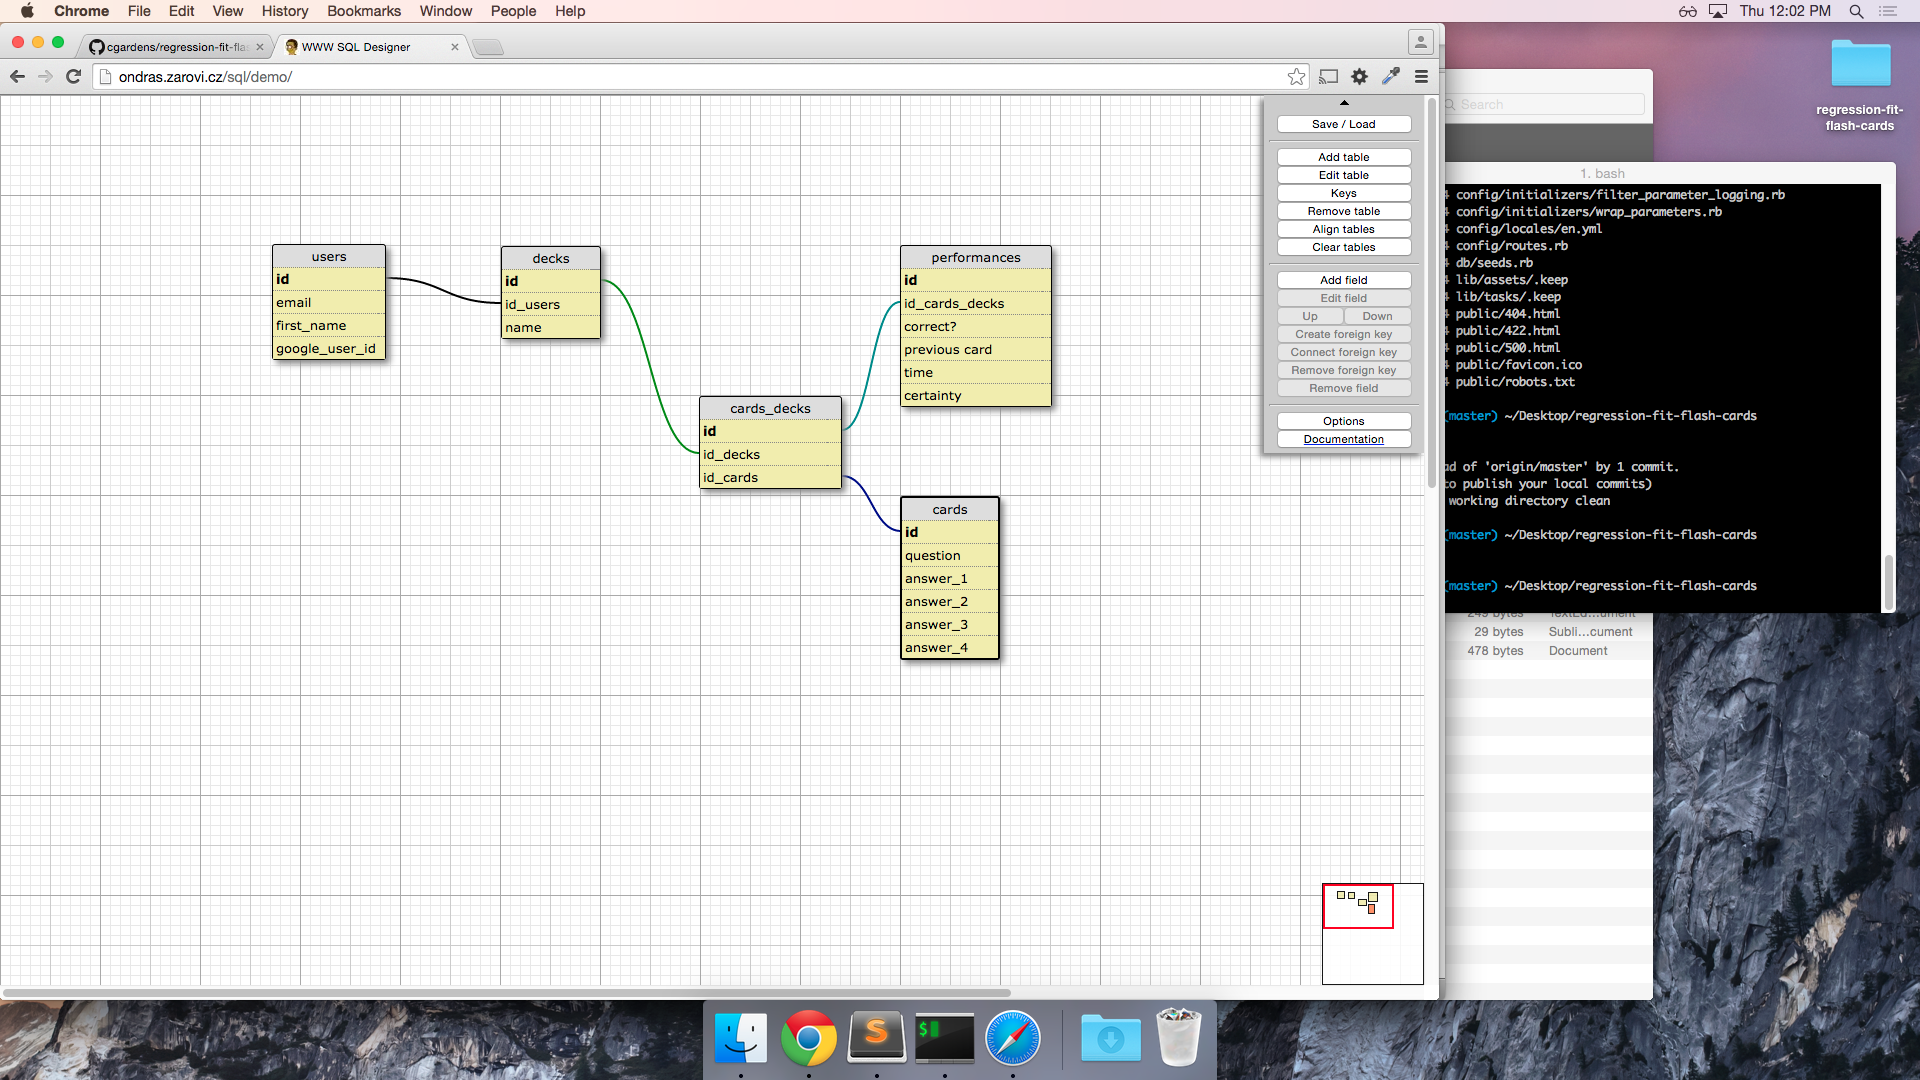 Chrome File Edit View History Bookmarks Window People Help
Thu 12:02 PM
cgardens/regression-fit-flas
WWW SQL Designer
ondras.zarovi.cz/sql/demo/
Save / Load
Add table
Edit table
Keys
Remove table
Align tables
Clear tables
Add field
Edit field
Up Down
Create foreign key
Connect foreign key
Remove foreign key
Remove field
Options
Documentation
users
id
email
first_name
google_user_id
decks
id
id_users
name
cards_decks
id
id_decks
id_cards
performances
id
id_cards_decks
correct?
previous card
time
certainty
cards
id
question
answer_1
answer_2
answer_3
answer_4
Search
regression-fit-
flash-cards
1. bash
config/initializers/filter_parameter_logging.rb
config/initializers/wrap_parameters.rb
config/locales/en.yml
config/routes.rb
db/seeds.rb
lib/assets/.keep
lib/tasks/.keep
public/404.html
public/422.html
public/500.html
public/favicon.ico
public/robots.txt
(master) ~/Desktop/regression-fit-flash-cards
ad of 'origin/master' by 1 commit.
to publish your local commits)
working directory clean
(master) ~/Desktop/regression-fit-flash-cards
(master) ~/Desktop/regression-fit-flash-cards
29 bytes Subli...cument
478 bytes Document